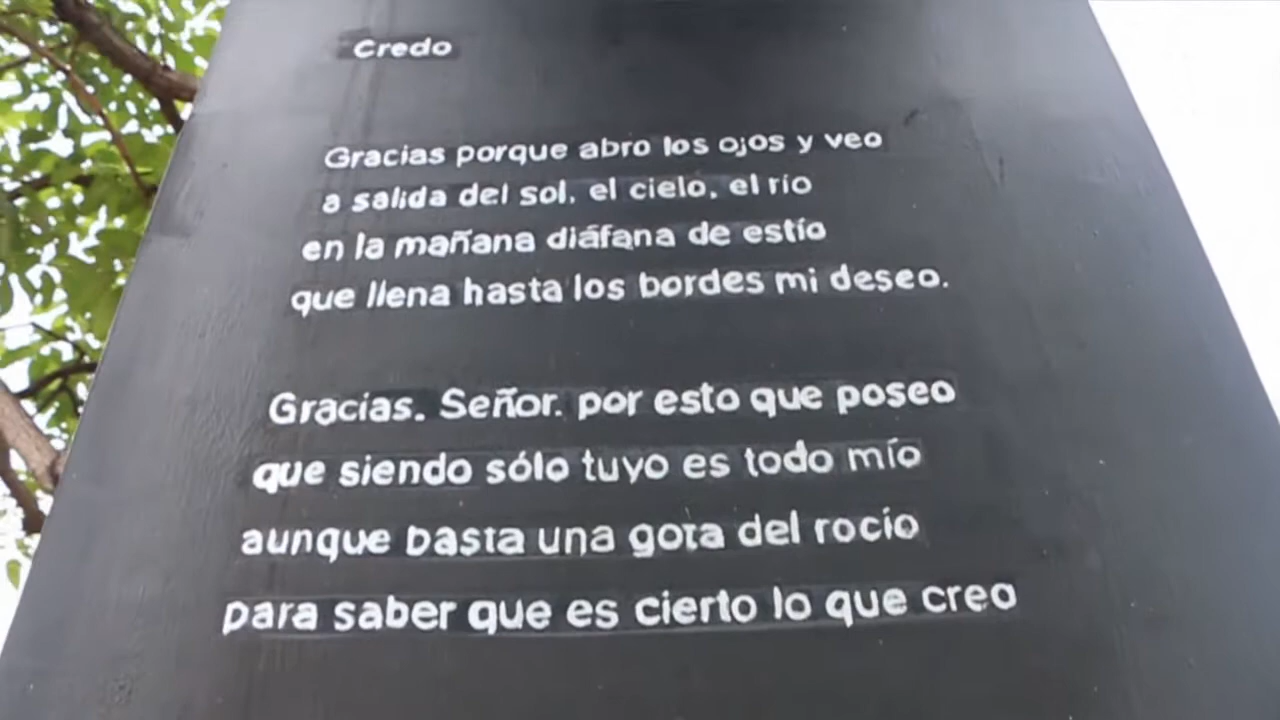 Credo
Gracias porque abro los ojos y veo
a salida del sol, el cielo, el río
en la mañana diáfana de estío
que llena hasta los bordes mi deseo.
Gracias. Señor. por esto que poseo
que siendo sólo tuyo es todo mío
aunque basta una gota del rocío
para saber que es cierto lo que creo